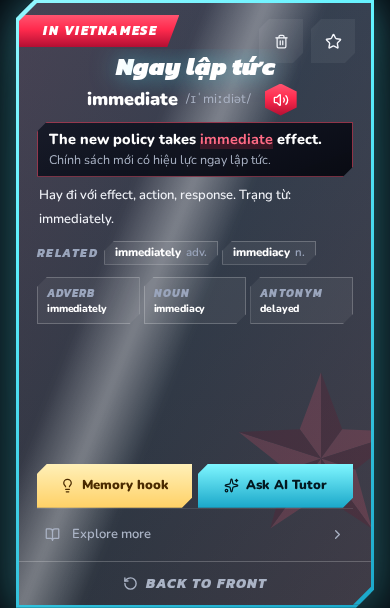 IN VIETNAMESE
Ngay lập tức
immediate /ɪˈmiːdiət/
The new policy takes immediate effect.
Chính sách mới có hiệu lực ngay lập tức.
Hay đi với effect, action, response. Trạng từ:
immediately.
RELATED immediately adv. immediacy n.
ADVERB NOUN ANTONYM
immediately immediacy delayed
Memory hook Ask AI Tutor
Explore more
BACK TO FRONT